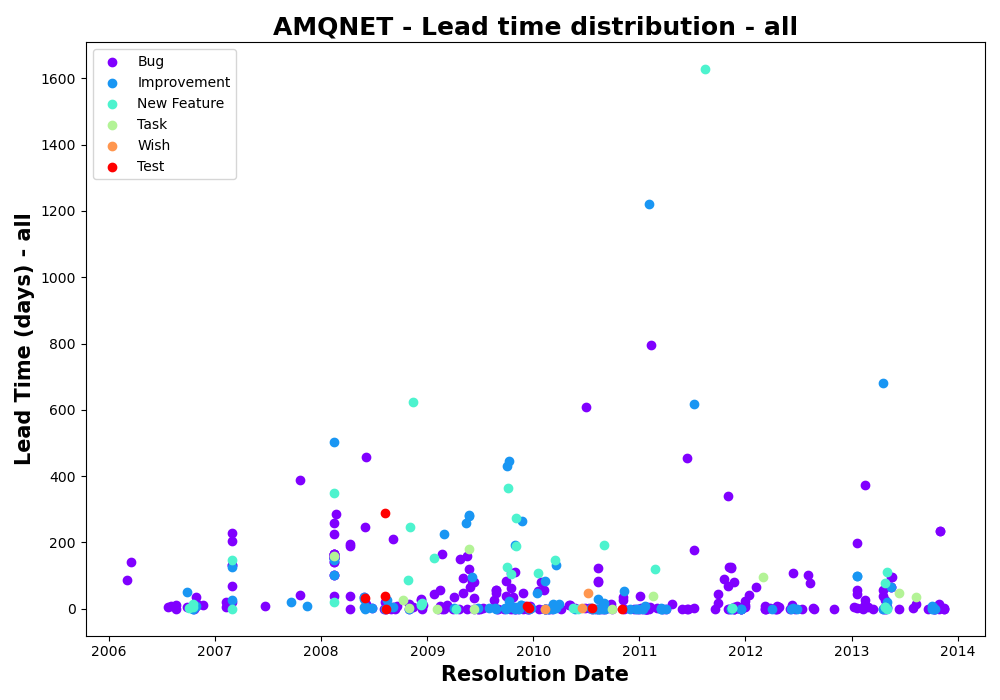 AMQNET - Lead time distribution - all
Bug
Improvement
New Feature
Task
Wish
Test
Lead Time (days) - all
1600
1400
1200
1000
800
600
400
200
0
2006 2007 2008 2009 2010 2011 2012 2013 2014
Resolution Date